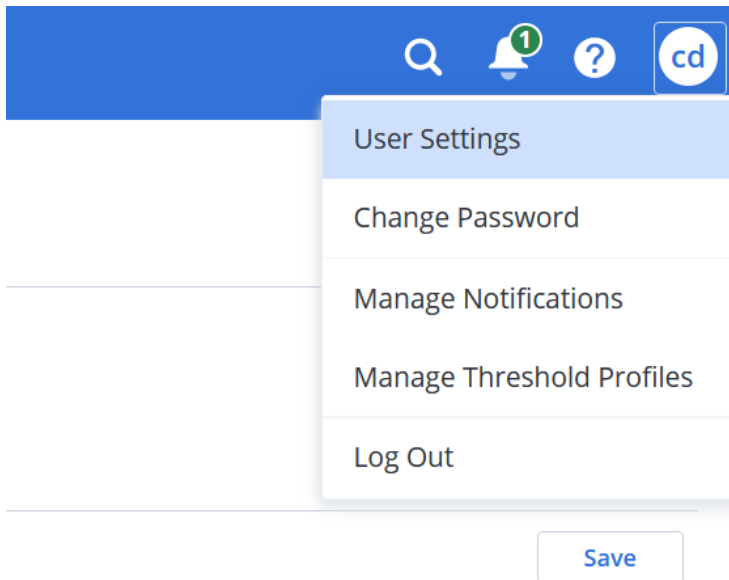 1
?
cd
User Settings
Change Password
Manage Notifications
Manage Threshold Profiles
Log Out
Save